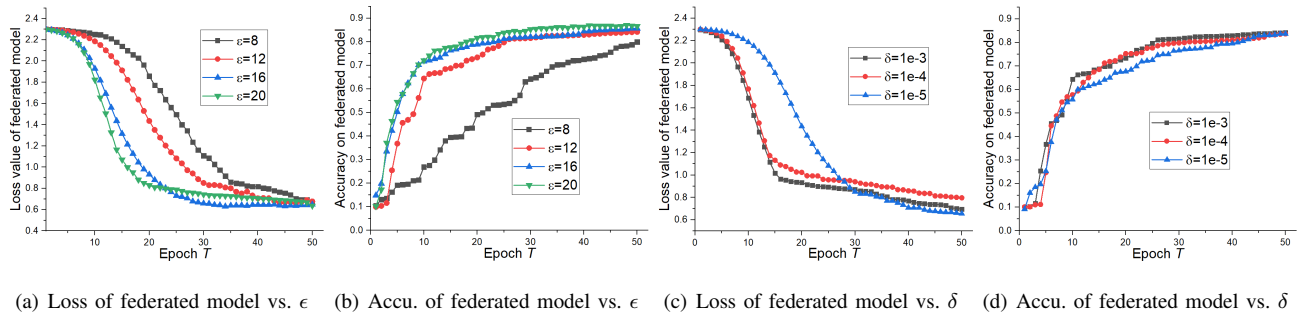 Loss value of federated model
2.4
2.2
2.0
1.8
1.6
1.4
1.2
1.0
0.8
0.6
0.4
ε=8
ε=12
ε=16
ε=20
10
20
30
40
50
Epoch T
Accuracy on federated model
0.9
0.8
0.7
0.6
0.5
0.4
0.3
0.2
0.1
0.0
ε=8
ε=12
ε=16
ε=20
0
10
20
30
40
50
Epoch T
Loss value of federated model
2.4
2.2
2.0
1.8
1.6
1.4
1.2
1.0
0.8
0.6
δ=1e-3
δ=1e-4
δ=1e-5
0
10
20
30
40
50
Epoch T
Accuracy on federated model
0.9
0.8
0.7
0.6
0.5
0.4
0.3
0.2
0.1
0.0
δ=1e-3
δ=1e-4
δ=1e-5
0
10
20
30
40
50
Epoch T
(a) Loss of federated model vs. ϵ
(b) Accu. of federated model vs. ϵ
(c) Loss of federated model vs. δ
(d) Accu. of federated model vs. δ